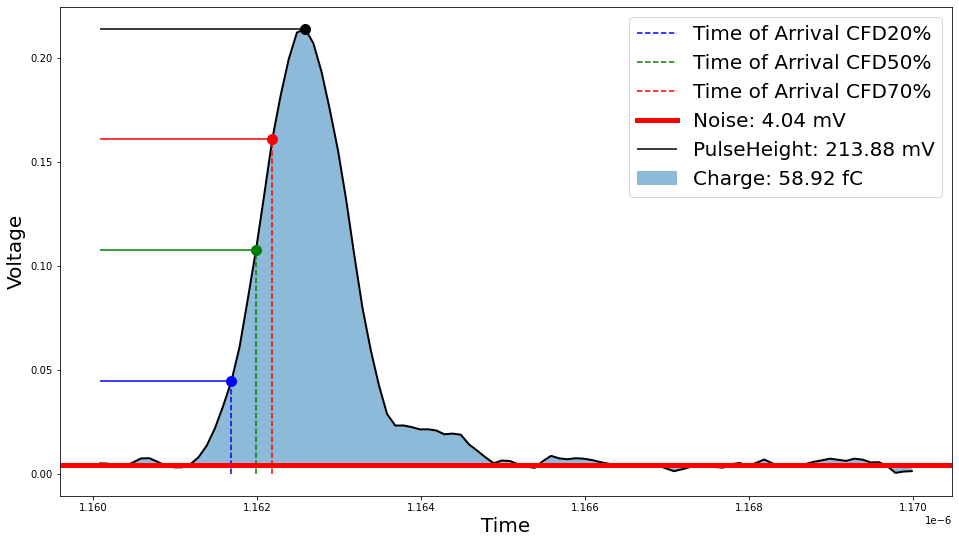 Time of Arrival CFD20%
Time of Arrival CFD50%
Time of Arrival CFD70%
Noise: 4.04 mV
PulseHeight: 213.88 mV
Charge: 58.92 fC
Voltage
0.20
0.15
0.10
0.05
0.00
1.160 1.162 1.164 1.166 1.168 1.170
1e-6
Time